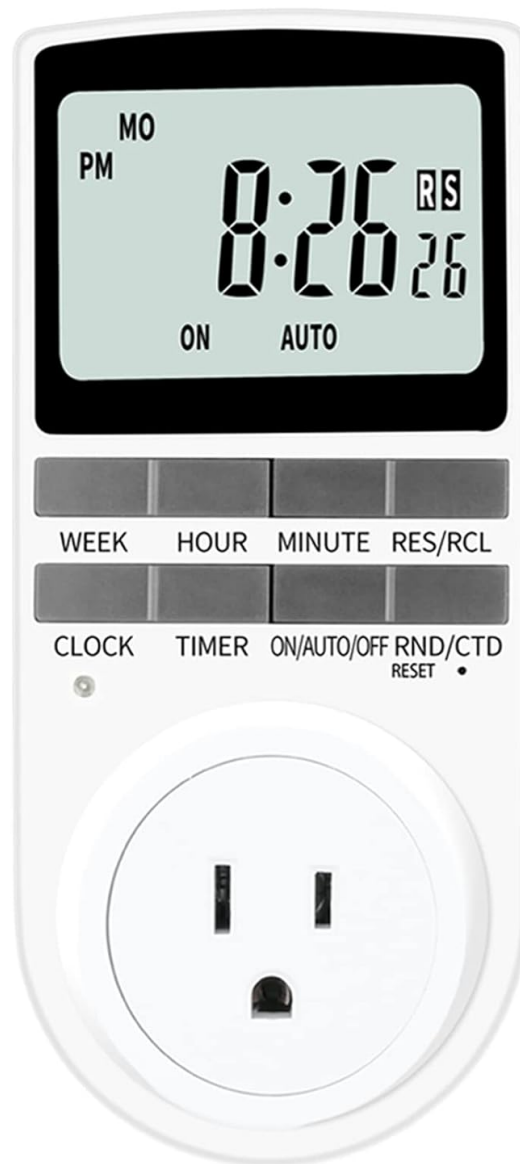 MO
PM
8:26 RS
26
ON AUTO
WEEK HOUR MINUTE RES/RCL
CLOCK TIMER ON/AUTO/OFF RND/CTD
RESET